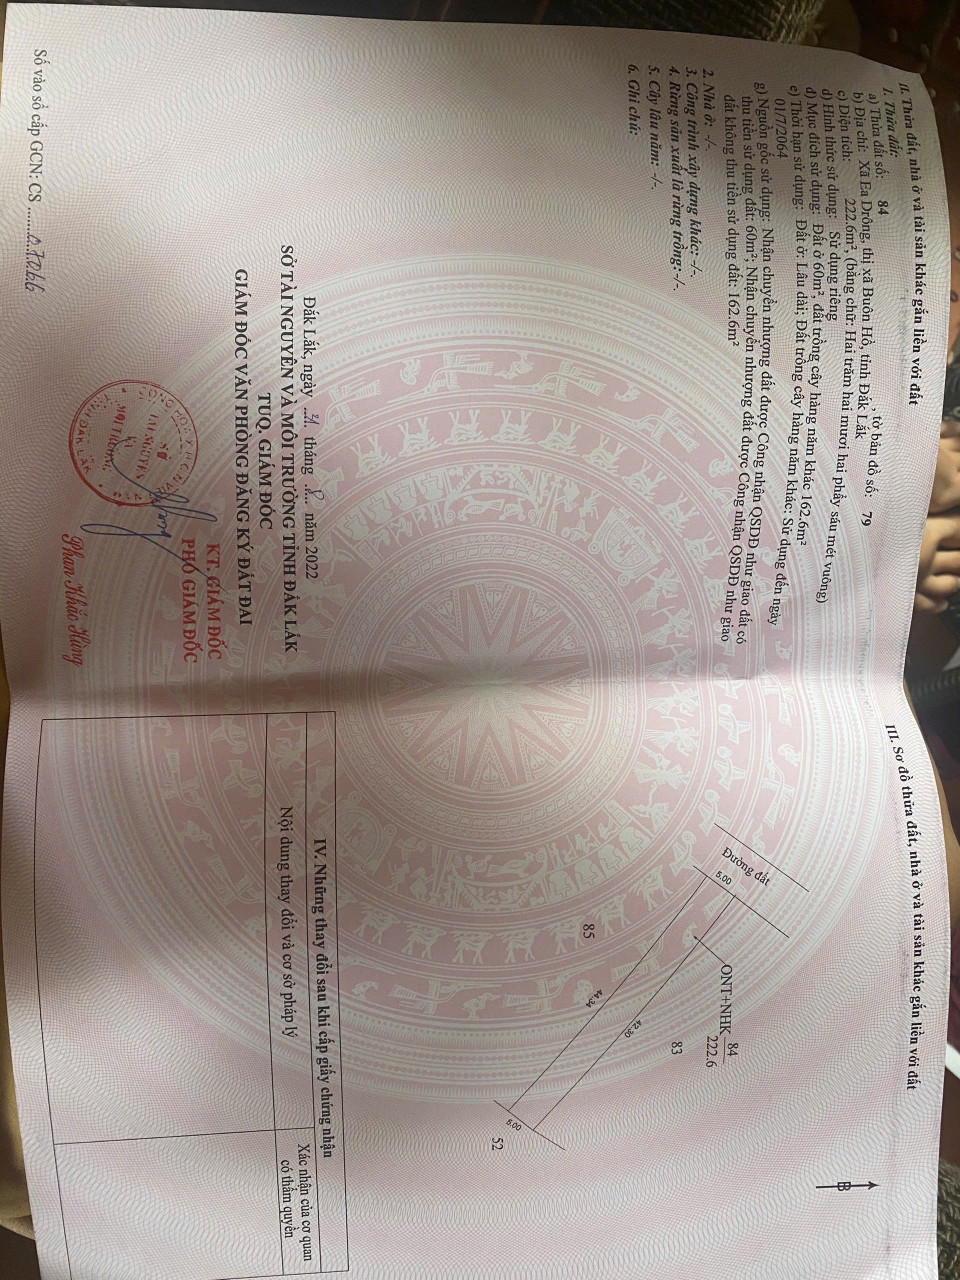 II. Thửa đất, nhà ở và tài sản khác gắn liền với đất
1. Thửa đất:
a) Thửa đất số: 84 , tờ bản đồ số: 79
b) Địa chỉ: Xã Ea Drông, thị xã Buôn Hồ, tỉnh Đắk Lắk
c) Diện tích: 222.6m², (bằng chữ: Hai trăm hai mươi hai phẩy sáu mét vuông)
d) Hình thức sử dụng: Sử dụng riêng
đ) Mục đích sử dụng: Đất ở 60m², đất trồng cây hàng năm khác 162.6m²
e) Thời hạn sử dụng: Đất ở: Lâu dài; Đất trồng cây hàng năm khác: Sử dụng đến ngày
01/7/2064
g) Nguồn gốc sử dụng: Nhận chuyển nhượng đất được Công nhận QSDĐ như giao đất có
thu tiền sử dụng đất: 60m²; Nhận chuyển nhượng đất được Công nhận QSDĐ như giao
đất không thu tiền sử dụng đất: 162.6m²
2. Nhà ở: -/-.
3. Công trình xây dựng khác: -/-.
4. Rừng sản xuất là rừng trồng: -/-.
5. Cây lâu năm: -/-.
6. Ghi chú:
Đắk Lắk, ngày 31 tháng 8 năm 2022
SỞ TÀI NGUYÊN VÀ MÔI TRƯỜNG TỈNH ĐẮK LẮK
TUQ. GIÁM ĐỐC
GIÁM ĐỐC VĂN PHÒNG ĐĂNG KÝ ĐẤT ĐAI
KT. GIÁM ĐỐC
PHÓ GIÁM ĐỐC
Phan Khắc Hùng
Số vào sổ cấp GCN: CS 07066
III. Sơ đồ thửa đất, nhà ở và tài sản khác gắn liền với đất
B
Đường đất
5.00
ONT+NHK 84
222.6
83
85
42.30
44.34
5.00
52
IV. Những thay đổi sau khi cấp giấy chứng nhận
Nội dung thay đổi và cơ sở pháp lý
Xác nhận của cơ quan
có thẩm quyền